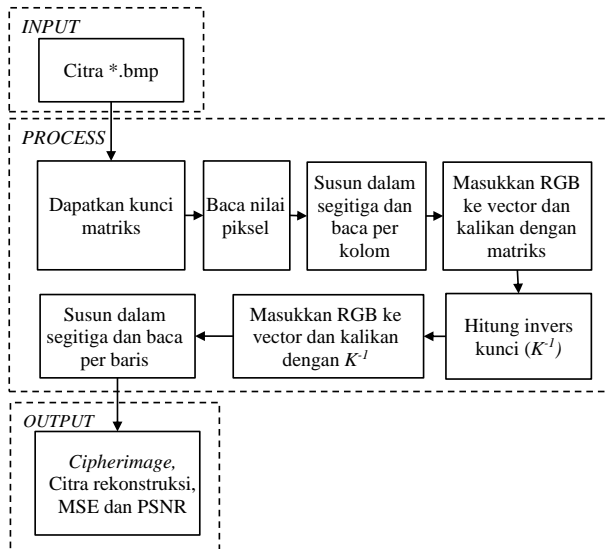 INPUT
Citra *.bmp
PROCESS
Dapatkan kunci
matriks
Baca nilai
piksel
Susun dalam
segitiga dan
baca per
kolom
Masukkan RGB
ke vector dan
kalikan dengan
matriks
Hitung invers
kunci (K⁻¹)
Masukkan RGB ke
vector dan kalikan
dengan K⁻¹
Susun dalam
segitiga dan baca
per baris
OUTPUT
Cipherimage,
Citra rekonstruksi,
MSE dan PSNR